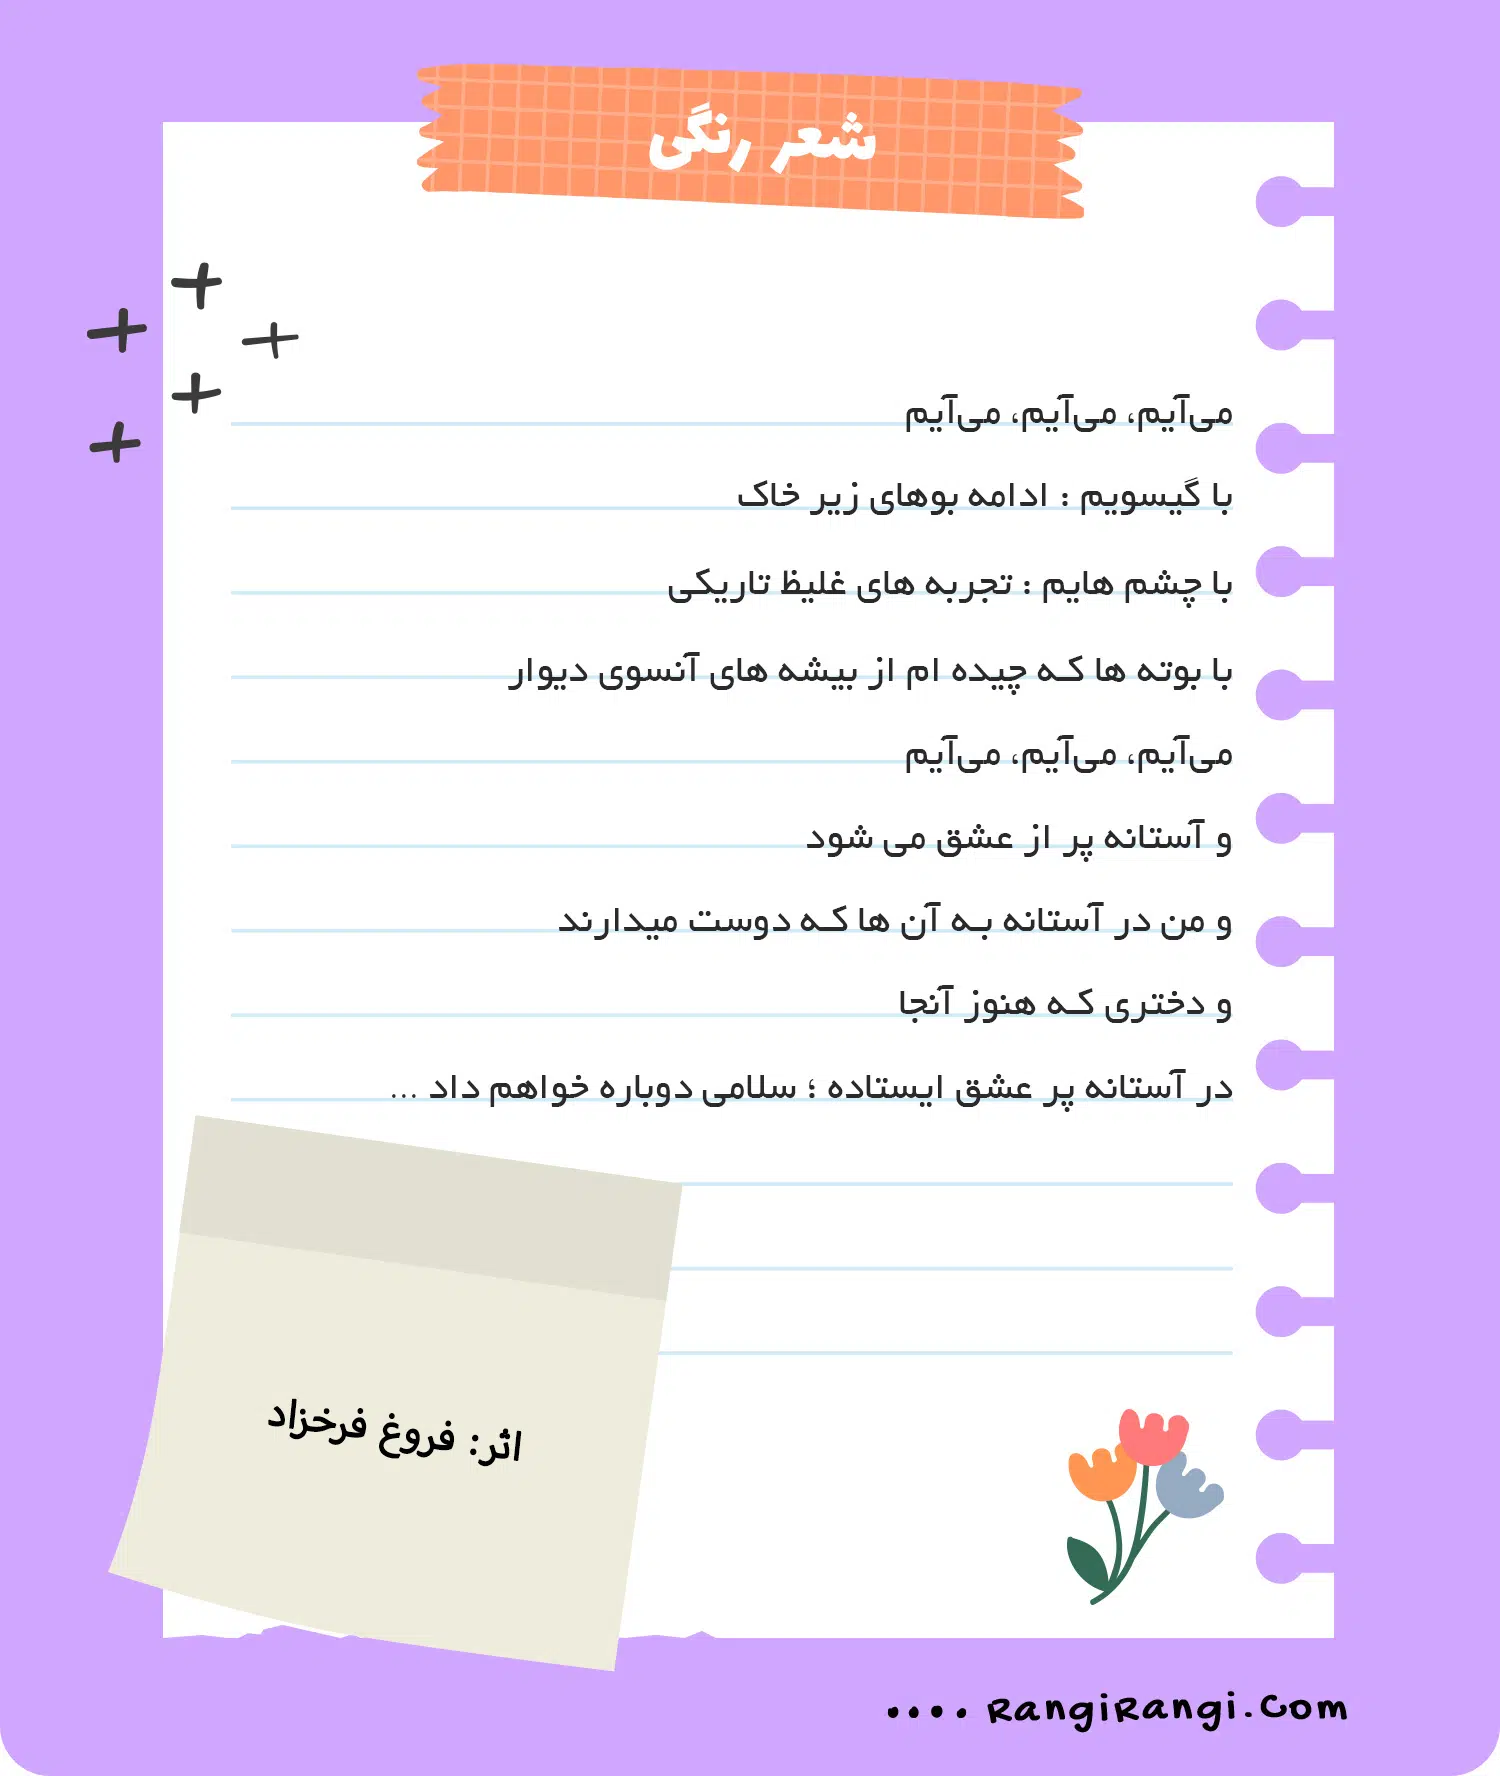 شعر رنگی
می‌آیم، می‌آیم، می‌آیم
با گیسویم : ادامه بوهای زیر خاک
با چشم هایم : تجربه های غلیظ تاریکی
با بوته ها که چیده ام از بیشه های آنسوی دیوار
می‌آیم، می‌آیم، می‌آیم
و آستانه پر از عشق می شود
و من در آستانه به آن ها که دوست میدارند
و دختری که هنوز آنجا
در آستانه پر عشق ایستاده ؛ سلامی دوباره خواهم داد ...
اثر: فروغ فرخزاد
.... RangiRangi.Com